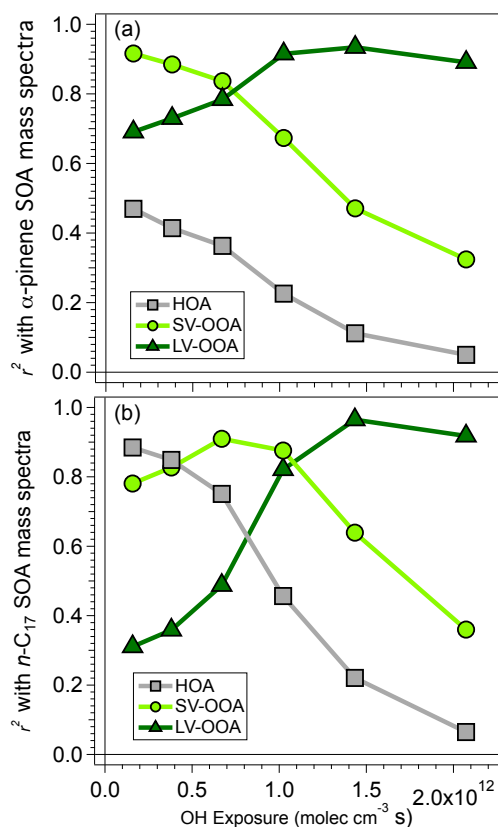 (a)
r² with α-pinene SOA mass spectra
1.0
0.8
0.6
0.4
0.2
0.0
HOA
SV-OOA
LV-OOA
(b)
r² with n-C₁₇ SOA mass spectra
1.0
0.8
0.6
0.4
0.2
0.0
HOA
SV-OOA
LV-OOA
0.0 0.5 1.0 1.5 2.0x10¹²
OH Exposure (molec cm⁻³ s)